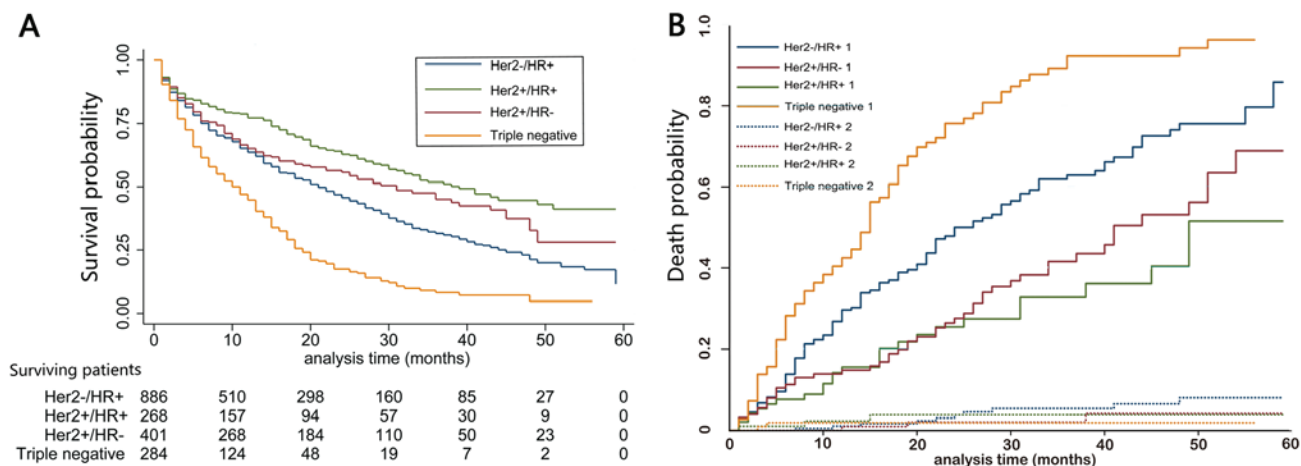 A
Survival probability
1.00
0.75
0.50
0.25
0.00
Her2-/HR+
Her2+/HR+
Her2+/HR-
Triple negative
0 10 20 30 40 50 60
analysis time (months)
Surviving patients
Her2-/HR+ 886 510 298 160 85 27 0
Her2+/HR+ 268 157 94 57 30 9 0
Her2+/HR- 401 268 184 110 50 23 0
Triple negative 284 124 48 19 7 2 0
B
Death probability
1.0
0.8
0.6
0.4
0.2
0
Her2-/HR+ 1
Her2+/HR- 1
Her2+/HR+ 1
Triple negative 1
Her2-/HR+ 2
Her2+/HR- 2
Her2+/HR+ 2
Triple negative 2
10 20 30 40 50 60
analysis time (months)